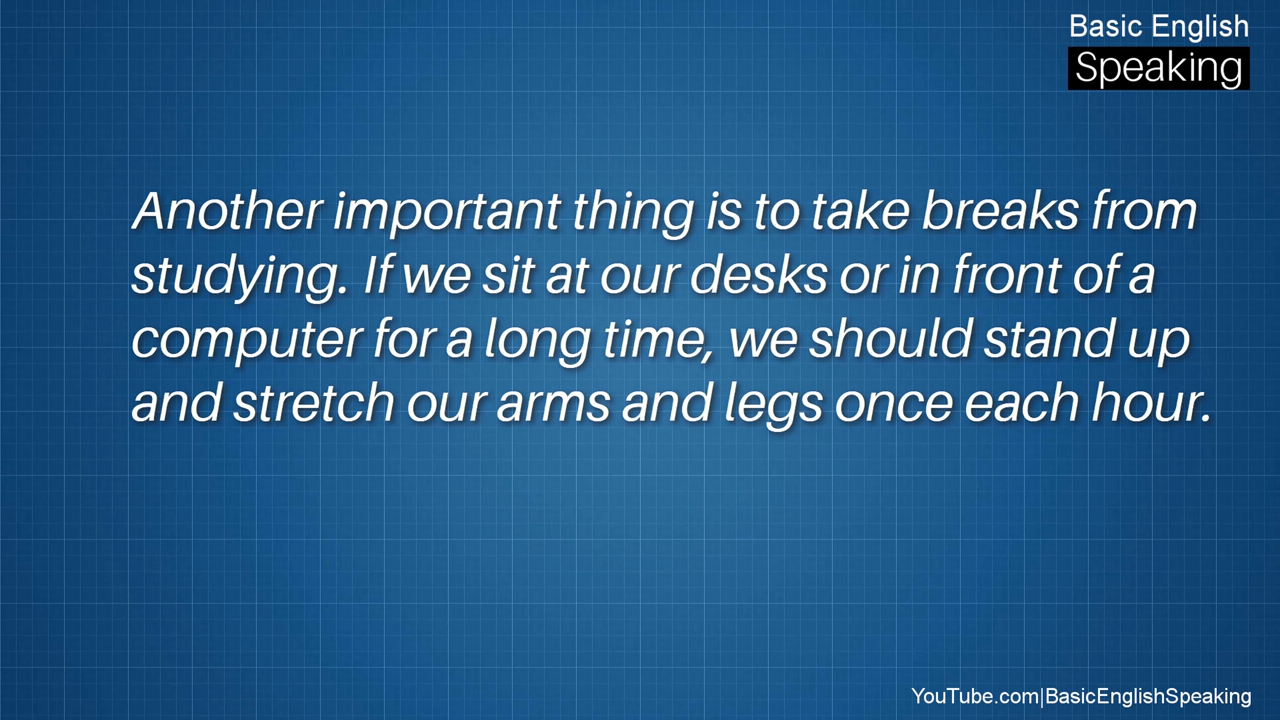 Basic English
Speaking
Another important thing is to take breaks from
studying. If we sit at our desks or in front of a
computer for a long time, we should stand up
and stretch our arms and legs once each hour.
YouTube.com|BasicEnglishSpeaking